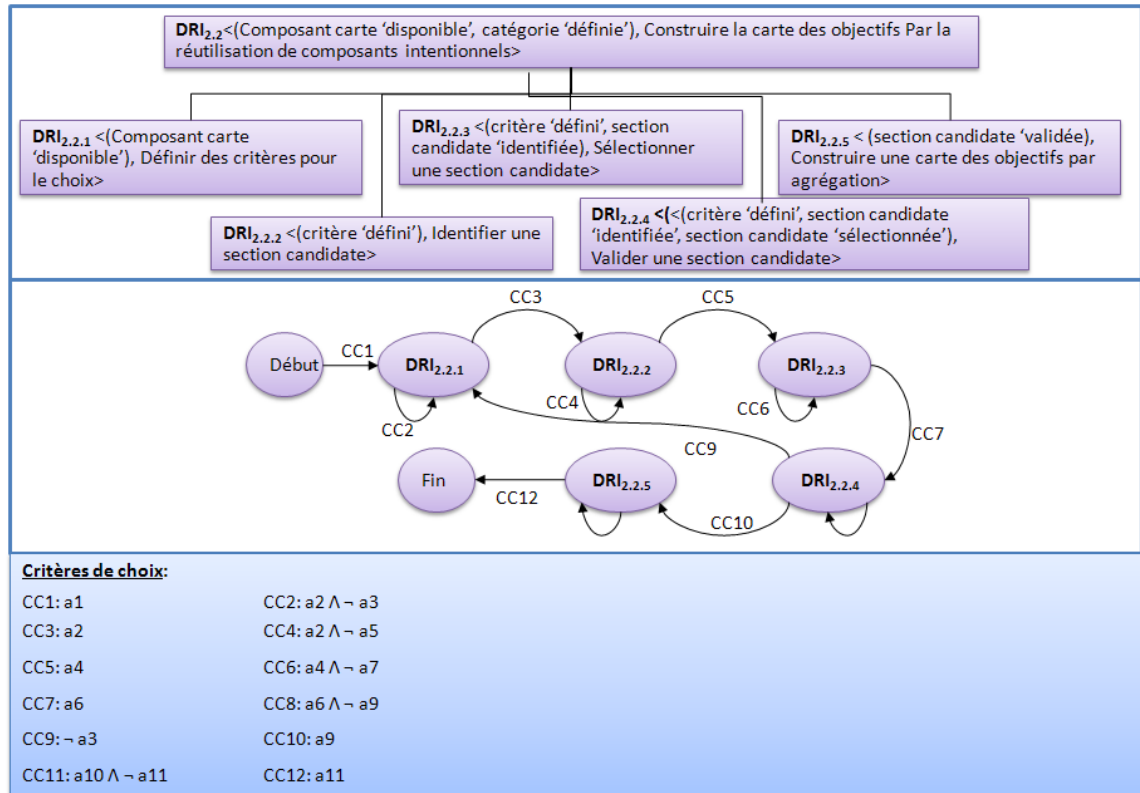 DRI2.2<(Composant carte ‘disponible’, catégorie ‘définie’), Construire la carte des objectifs Par la
réutilisation de composants intentionnels>
DRI2.2.1 <(Composant carte
‘disponible’), Définir des critères pour
le choix>
DRI2.2.3 <(critère ‘défini’, section
candidate ‘identifiée), Sélectionner
une section candidate>
DRI2.2.5 < (section candidate ‘validée),
Construire une carte des objectifs par
agrégation>
DRI2.2.2 <(critère ‘défini’), Identifier une
section candidate>
DRI2.2.4 <(<(critère ‘défini’, section candidate
‘identifiée’, section candidate ‘sélectionnée’),
Valider une section candidate>
CC3
CC5
Début
CC1
DRI2.2.1
DRI2.2.2
DRI2.2.3
CC2
CC4
CC6
CC7
CC9
Fin
CC12
DRI2.2.5
CC10
DRI2.2.4
Critères de choix:
CC1: a1
CC2: a2 Λ ¬ a3
CC3: a2
CC4: a2 Λ ¬ a5
CC5: a4
CC6: a4 Λ ¬ a7
CC7: a6
CC8: a6 Λ ¬ a9
CC9: ¬ a3
CC10: a9
CC11: a10 Λ ¬ a11
CC12: a11